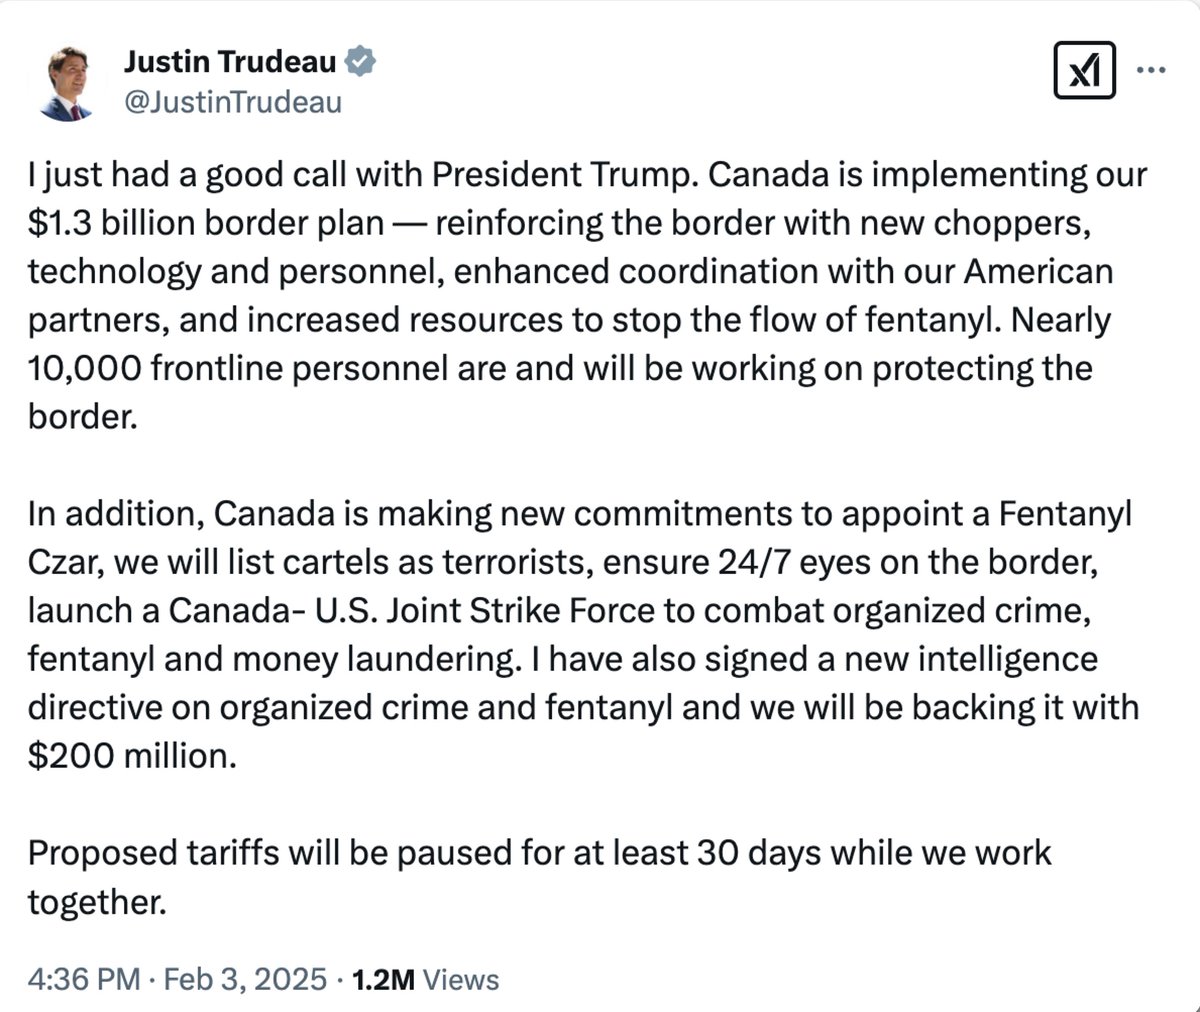 Justin Trudeau
@JustinTrudeau
I just had a good call with President Trump. Canada is implementing our
$1.3 billion border plan — reinforcing the border with new choppers,
technology and personnel, enhanced coordination with our American
partners, and increased resources to stop the flow of fentanyl. Nearly
10,000 frontline personnel are and will be working on protecting the
border.
In addition, Canada is making new commitments to appoint a Fentanyl
Czar, we will list cartels as terrorists, ensure 24/7 eyes on the border,
launch a Canada- U.S. Joint Strike Force to combat organized crime,
fentanyl and money laundering. I have also signed a new intelligence
directive on organized crime and fentanyl and we will be backing it with
$200 million.
Proposed tariffs will be paused for at least 30 days while we work
together.
4:36 PM · Feb 3, 2025 · 1.2M Views